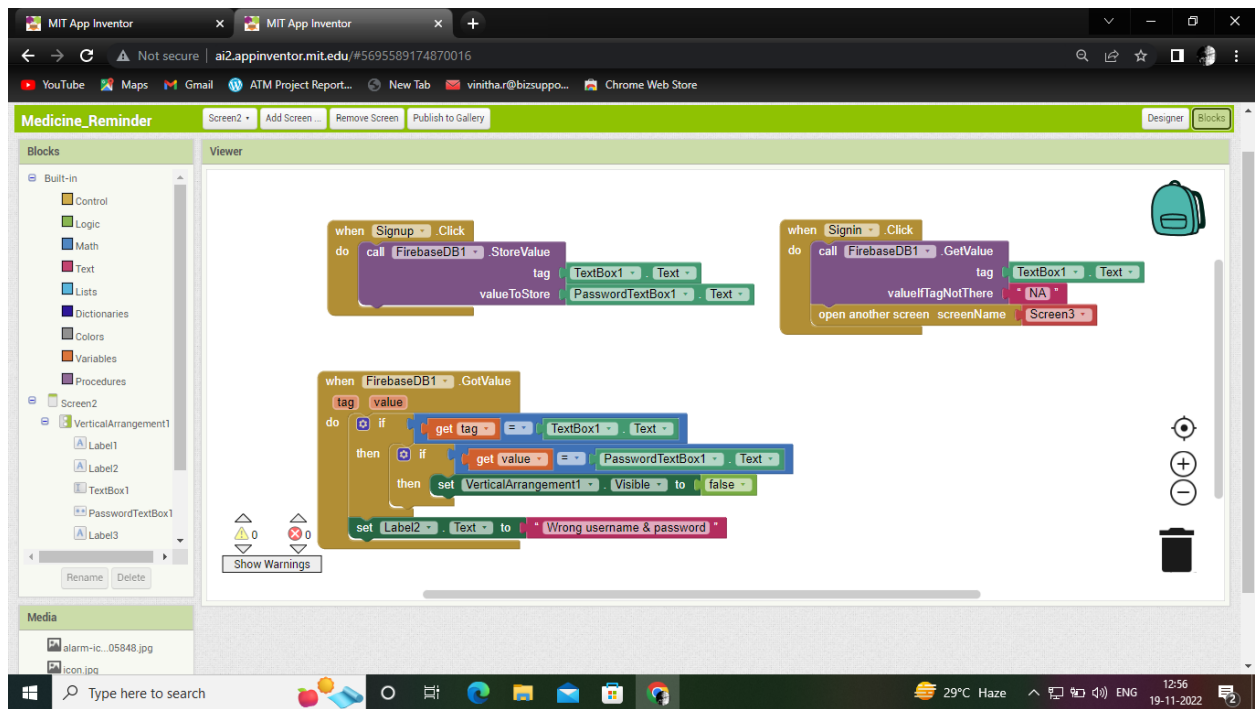 MIT App Inventor
MIT App Inventor
Not secure | ai2.appinventor.mit.edu/#5695589174870016
YouTube Maps Gmail ATM Project Report... New Tab vinitha.r@bizsuppo... Chrome Web Store
Medicine_Reminder Screen2 Add Screen ... Remove Screen Publish to Gallery Designer Blocks
Blocks
Built-in
Control
Logic
Math
Text
Lists
Dictionaries
Colors
Variables
Procedures
Screen2
VerticalArrangement1
Label1
Label2
TextBox1
PasswordTextBox1
Label3
Rename Delete
Media
alarm-ic...05848.jpg
icon.jpg
Viewer
when Signup .Click
do call FirebaseDB1 .StoreValue
tag TextBox1 . Text
valueToStore PasswordTextBox1 . Text
when Signin .Click
do call FirebaseDB1 .GetValue
tag TextBox1 . Text
valueIfTagNotThere " NA "
open another screen screenName Screen3
when FirebaseDB1 .GotValue
tag value
do if get tag = TextBox1 . Text
then if get value = PasswordTextBox1 . Text
then set VerticalArrangement1 . Visible to false
set Label2 . Text to " Wrong username & password "
0 0
Show Warnings
Type here to search 29°C Haze ENG 12:56
19-11-2022 2